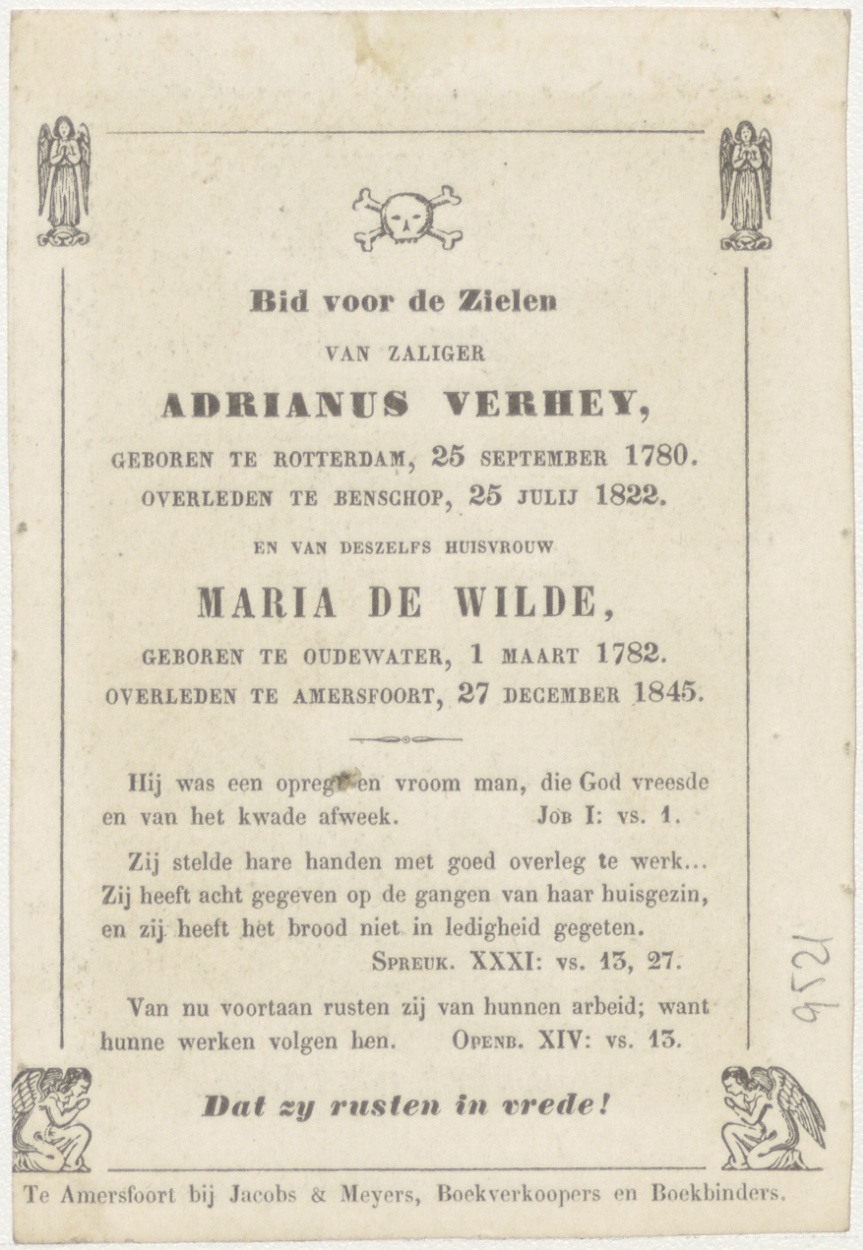 Bid voor de Zielen
VAN ZALIGER
ADRIANUS VERHEY,
GEBOREN TE ROTTERDAM, 25 SEPTEMBER 1780.
OVERLEDEN TE BENSCHOP, 25 JULIJ 1822.
EN VAN DESZELFS HUISVROUW
MARIA DE WILDE,
GEBOREN TE OUDEWATER, 1 MAART 1782.
OVERLEDEN TE AMERSFOORT, 27 DECEMBER 1845.
Hij was een en vroom man, die God vreesde
en van het kwade afweek. JOB I: vs. 1.
Zij stelde hare handen met goed overleg te werk...
Zij heeft acht gegeven op de gangen van haar huisgezin,
en zij heeft het brood niet in ledigheid gegeten.
SPREUK. XXXI: vs. 13, 27.
Van nu voortaan rusten zij van hunnen arbeid; want
hunne werken volgen hen. OPENB. XIV: vs. 13.
Dat zy rusten in vrede!
Te Amersfoort bij Jacobs & Meyers, Boekverkoopers en Boekbinders.